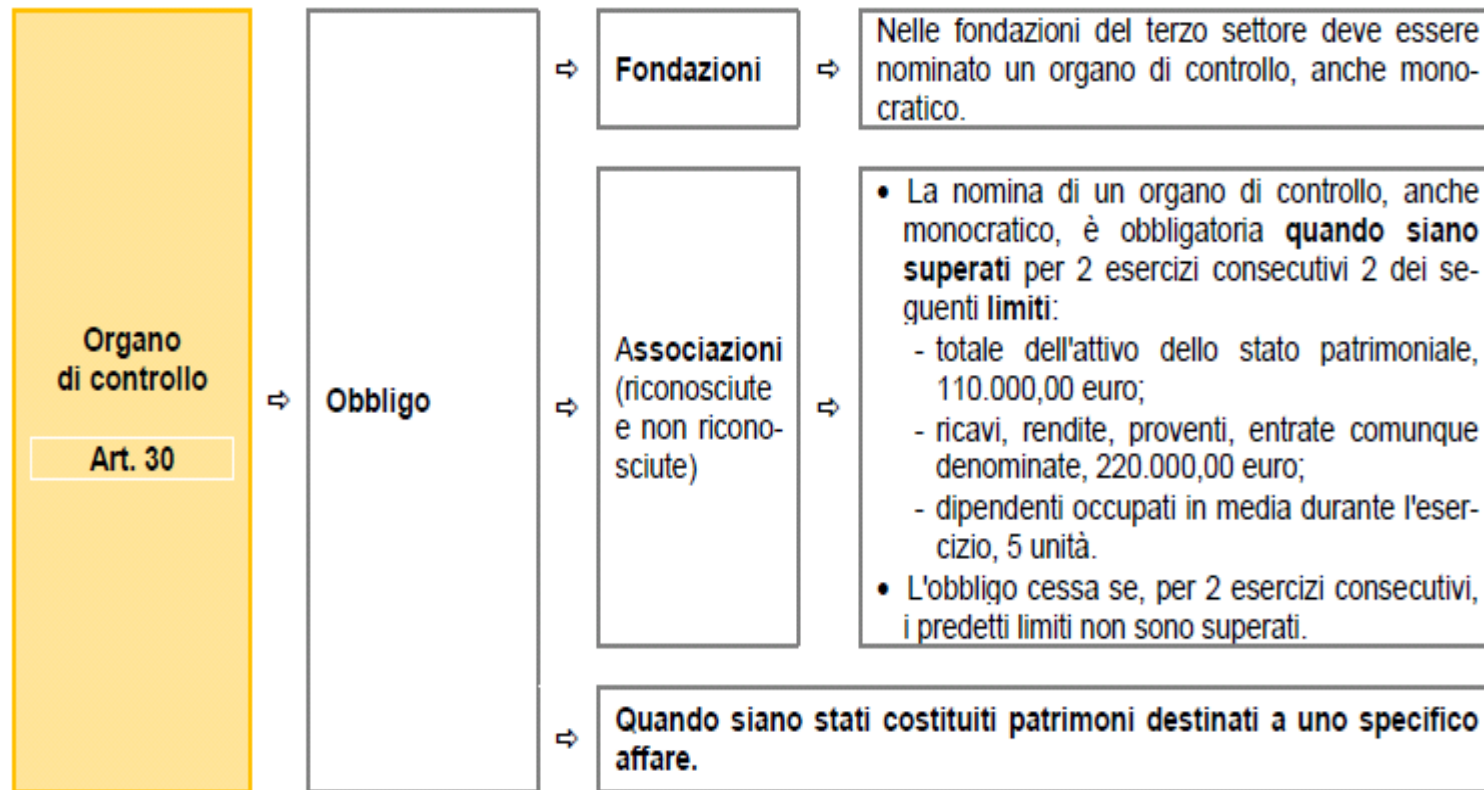 Organo
di controllo
Art. 30
⇨
Obbligo
⇨
Fondazioni
⇨
Nelle fondazioni del terzo settore deve essere
nominato un organo di controllo, anche mono-
cratico.
⇨
Associazioni
(riconosciute
e non ricono-
sciute)
⇨
• La nomina di un organo di controllo, anche
monocratico, è obbligatoria quando siano
superati per 2 esercizi consecutivi 2 dei se-
guenti limiti:
- totale dell'attivo dello stato patrimoniale,
110.000,00 euro;
- ricavi, rendite, proventi, entrate comunque
denominate, 220.000,00 euro;
- dipendenti occupati in media durante l'eser-
cizio, 5 unità.
• L'obbligo cessa se, per 2 esercizi consecutivi,
i predetti limiti non sono superati.
⇨
Quando siano stati costituiti patrimoni destinati a uno specifico
affare.